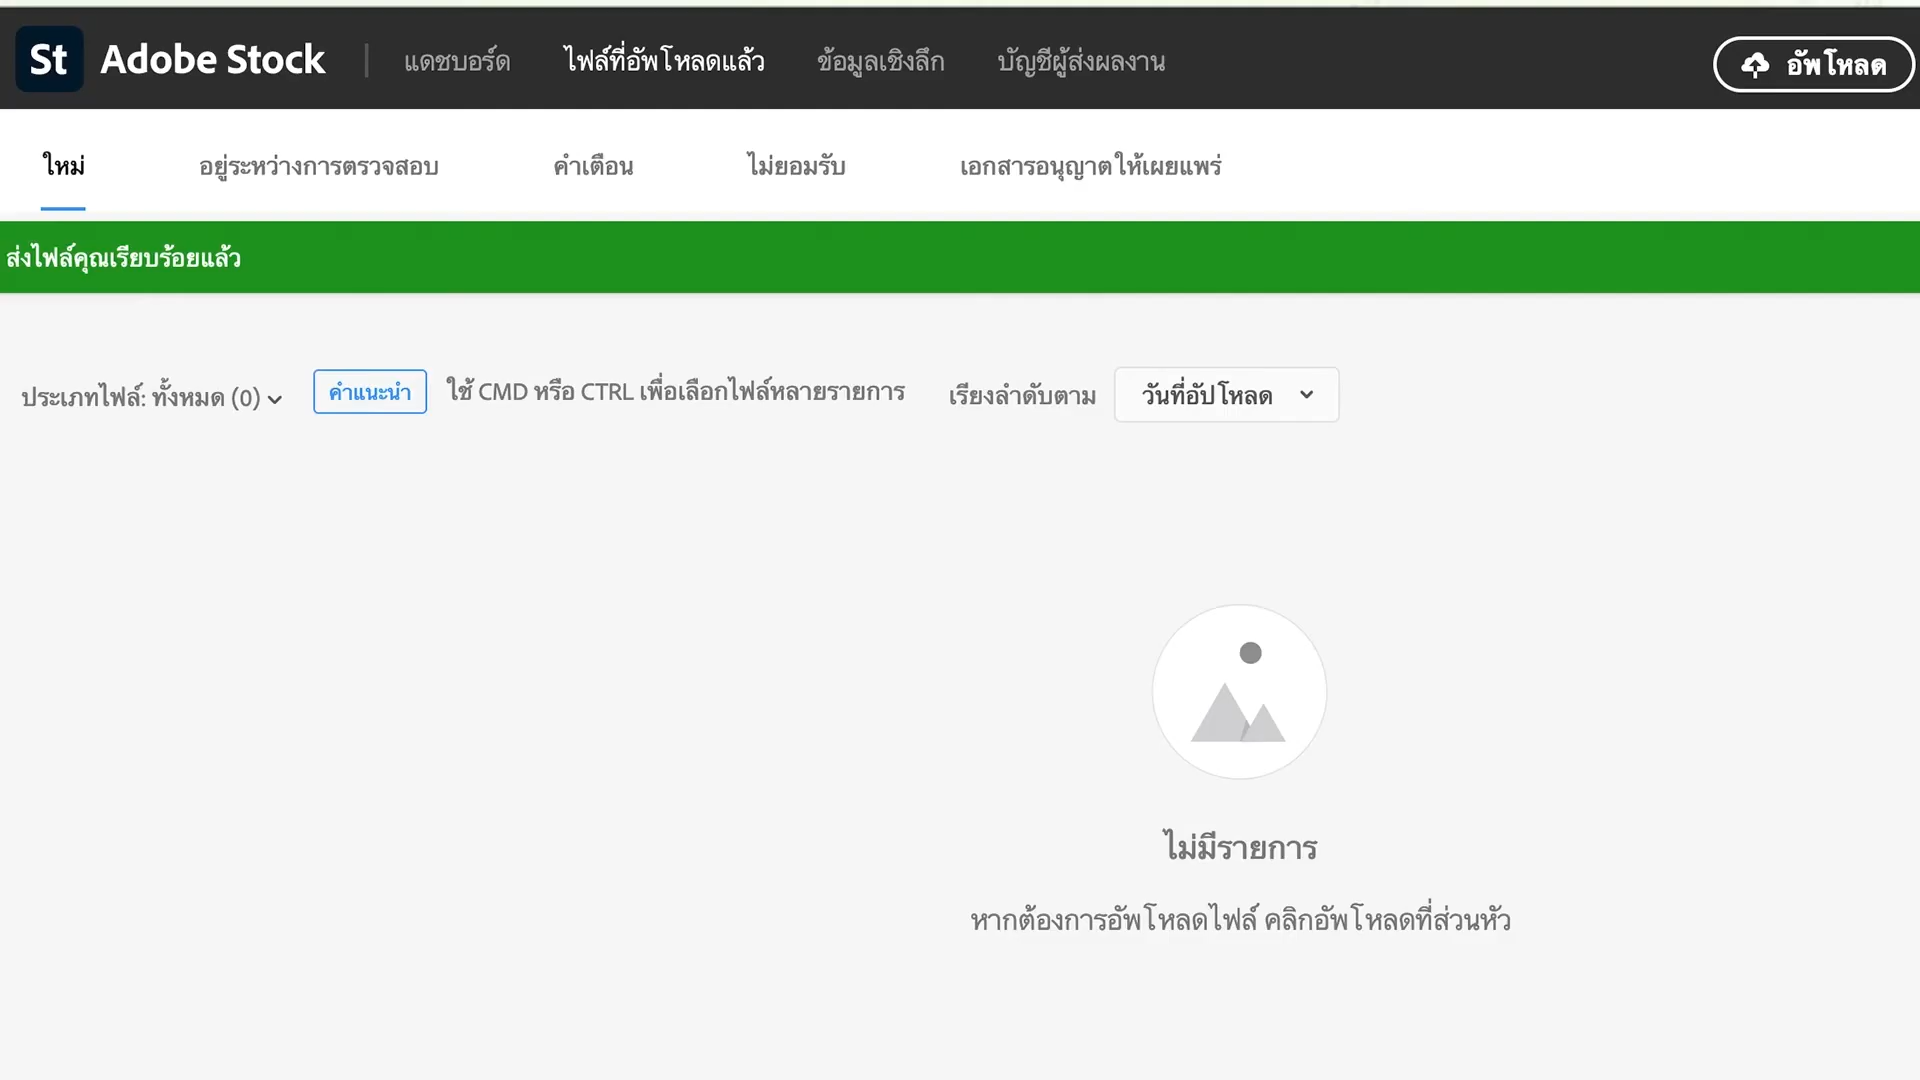 St Adobe Stock | แดชบอร์ด ไฟล์ที่อัพโหลดแล้ว ข้อมูลเชิงลึก บัญชีผู้ส่งผลงาน อัพโหลด
ใหม่ อยู่ระหว่างการตรวจสอบ คำเตือน ไม่ยอมรับ เอกสารอนุญาตให้เผยแพร่
ส่งไฟล์คุณเรียบร้อยแล้ว
ประเภทไฟล์: ทั้งหมด (0) คำแนะนำ ใช้ CMD หรือ CTRL เพื่อเลือกไฟล์หลายรายการ เรียงลำดับตาม วันที่อัปโหลด
ไม่มีรายการ
หากต้องการอัพโหลดไฟล์ คลิกอัพโหลดที่ส่วนหัว